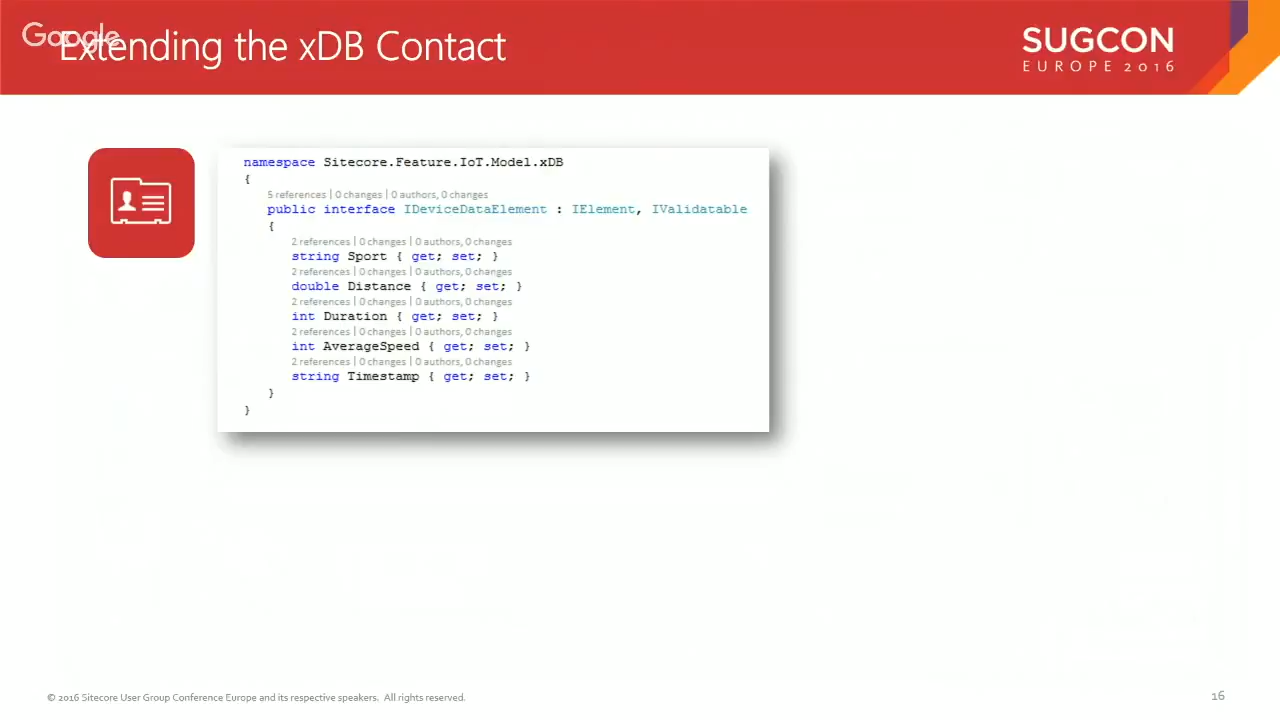 Google
Extending the xDB Contact
SUGCON
EUROPE 2016
namespace Sitecore.Feature.IoT.Model.xDB
{
5 references | 0 changes | 0 authors, 0 changes
public interface IDeviceDataElement : IElement, IValidatable
{
2 references | 0 changes | 0 authors, 0 changes
string Sport { get; set; }
2 references | 0 changes | 0 authors, 0 changes
double Distance { get; set; }
2 references | 0 changes | 0 authors, 0 changes
int Duration { get; set; }
2 references | 0 changes | 0 authors, 0 changes
int AverageSpeed { get; set; }
2 references | 0 changes | 0 authors, 0 changes
string Timestamp { get; set; }
}
}
© 2016 Sitecore User Group Conference Europe and its respective speakers. All rights reserved.
16